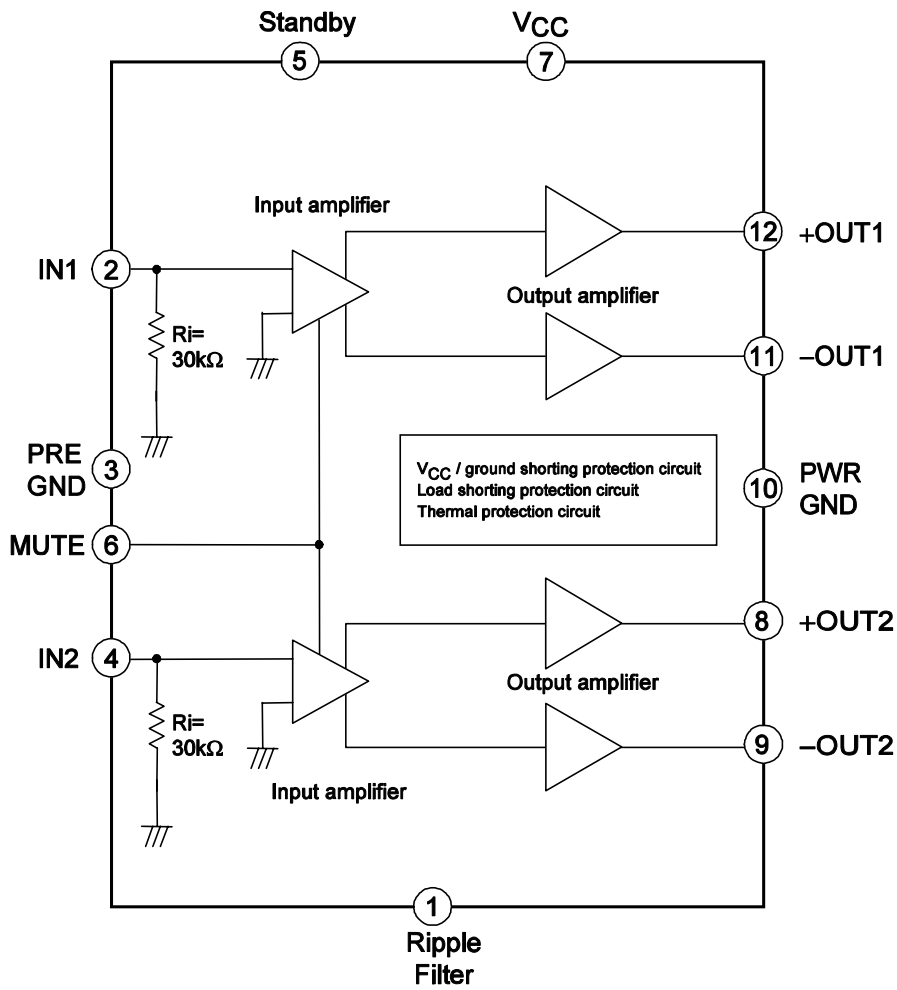 Standby
VCC
5
7
Input amplifier
IN1
2
12
+OUT1
Ri=
30kΩ
Output amplifier
11
–OUT1
PRE
GND
3
VCC / ground shorting protection circuit
Load shorting protection circuit
Thermal protection circuit
10
PWR
GND
MUTE
6
8
+OUT2
IN2
4
Output amplifier
Ri=
30kΩ
9
–OUT2
Input amplifier
1
Ripple
Filter